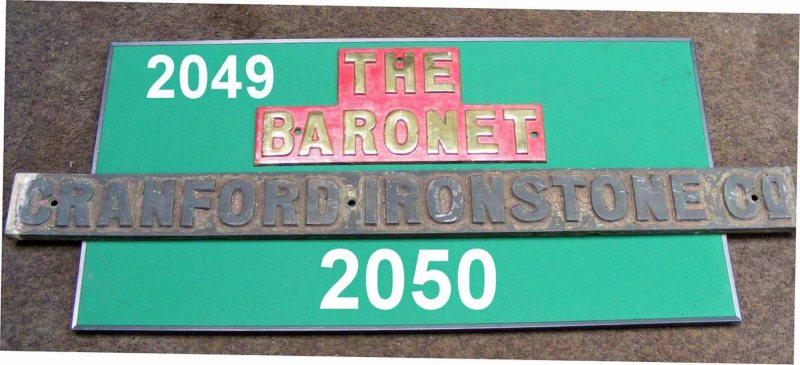 2049
THE
BARONET
CRANFORD IRONSTONE CO
2050